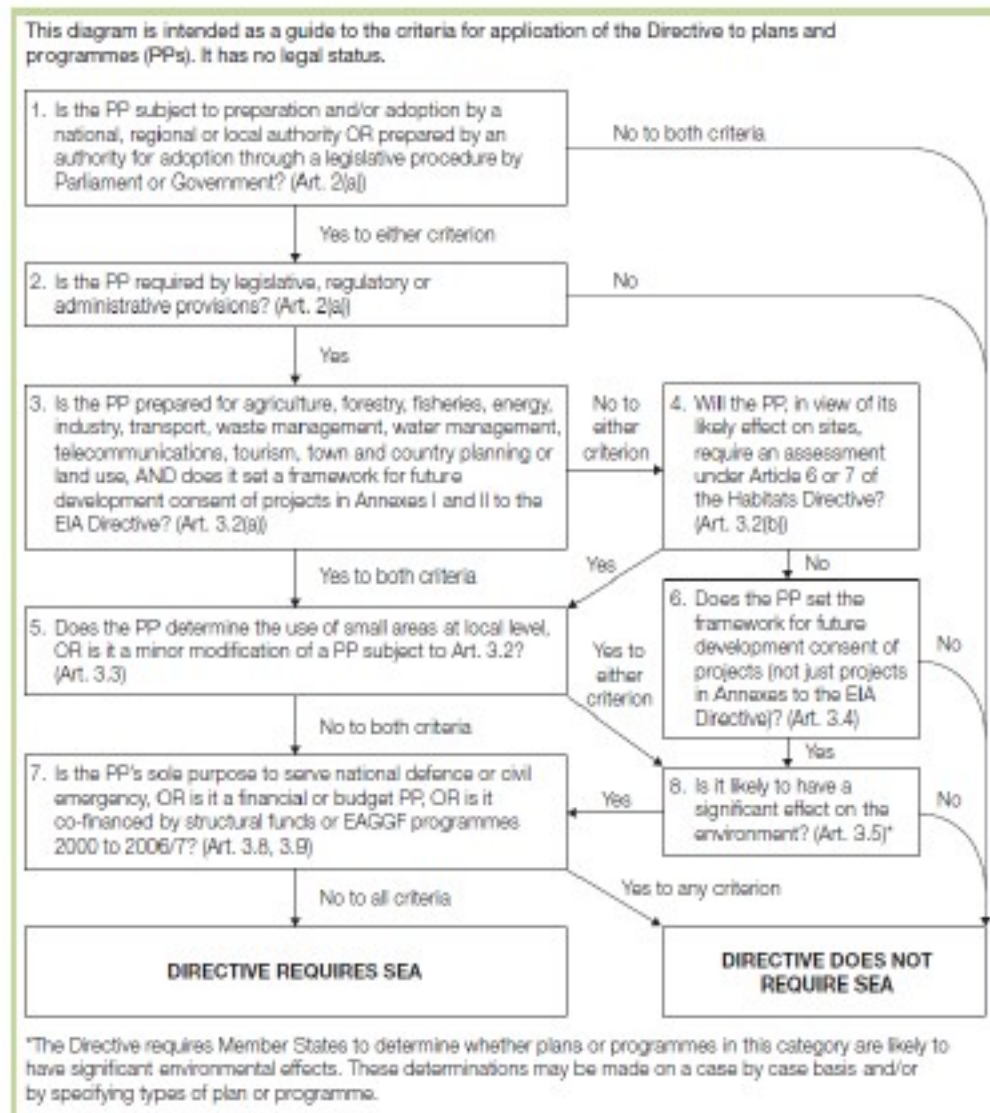 This diagram is intended as a guide to the criteria for application of the Directive to plans and
programmes (PPs). It has no legal status.
1. Is the PP subject to preparation and/or adoption by a
national, regional or local authority OR prepared by an
authority for adoption through a legislative procedure by
Parliament or Government? (Art. 2(a))
No to both criteria
Yes to either criterion
2. Is the PP required by legislative, regulatory or
administrative provisions? (Art. 2(a))
No
Yes
3. Is the PP prepared for agriculture, forestry, fisheries, energy,
industry, transport, waste management, water management,
telecommunications, tourism, town and country planning or
land use, AND does it set a framework for future
development consent of projects in Annexes I and II to the
EIA Directive? (Art. 3.2(a))
No to
either
criterion
4. Will the PP, in view of its
likely effect on sites,
require an assessment
under Article 6 or 7 of
the Habitats Directive?
(Art. 3.2(b))
Yes to both criteria
Yes
No
5. Does the PP determine the use of small areas at local level,
OR is it a minor modification of a PP subject to Art. 3.2?
(Art. 3.3)
Yes to
either
criterion
6. Does the PP set the
framework for future
development consent of
projects (not just projects
in Annexes to the EIA
Directive)? (Art. 3.4)
No
No to both criteria
Yes
7. Is the PP's sole purpose to serve national defence or civil
emergency, OR is it a financial or budget PP, OR is it
co-financed by structural funds or EAGGF programmes
2000 to 2006/7? (Art. 3.8, 3.9)
Yes
8. Is it likely to have a
significant effect on the
environment? (Art. 3.5)*
No
No to all criteria
Yes to any criterion
DIRECTIVE REQUIRES SEA
DIRECTIVE DOES NOT
REQUIRE SEA
*The Directive requires Member States to determine whether plans or programmes in this category are likely to
have significant environmental effects. These determinations may be made on a case by case basis and/or
by specifying types of plan or programme.